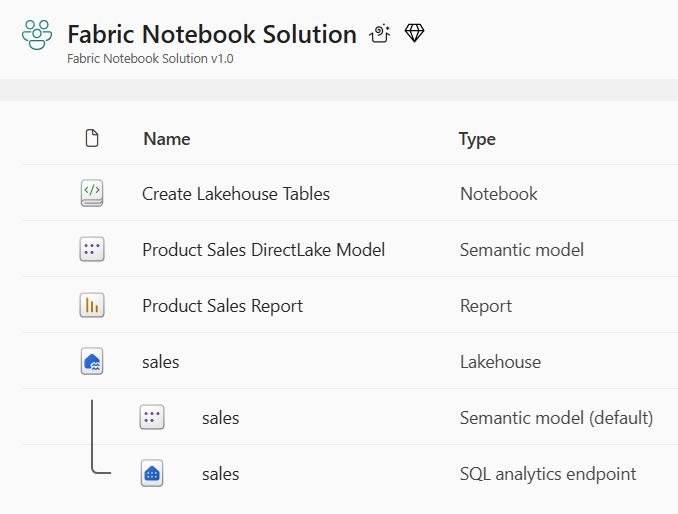 Fabric Notebook Solution
Fabric Notebook Solution v1.0
Name Type
Create Lakehouse Tables Notebook
Product Sales DirectLake Model Semantic model
Product Sales Report Report
sales Lakehouse
sales Semantic model (default)
sales SQL analytics endpoint